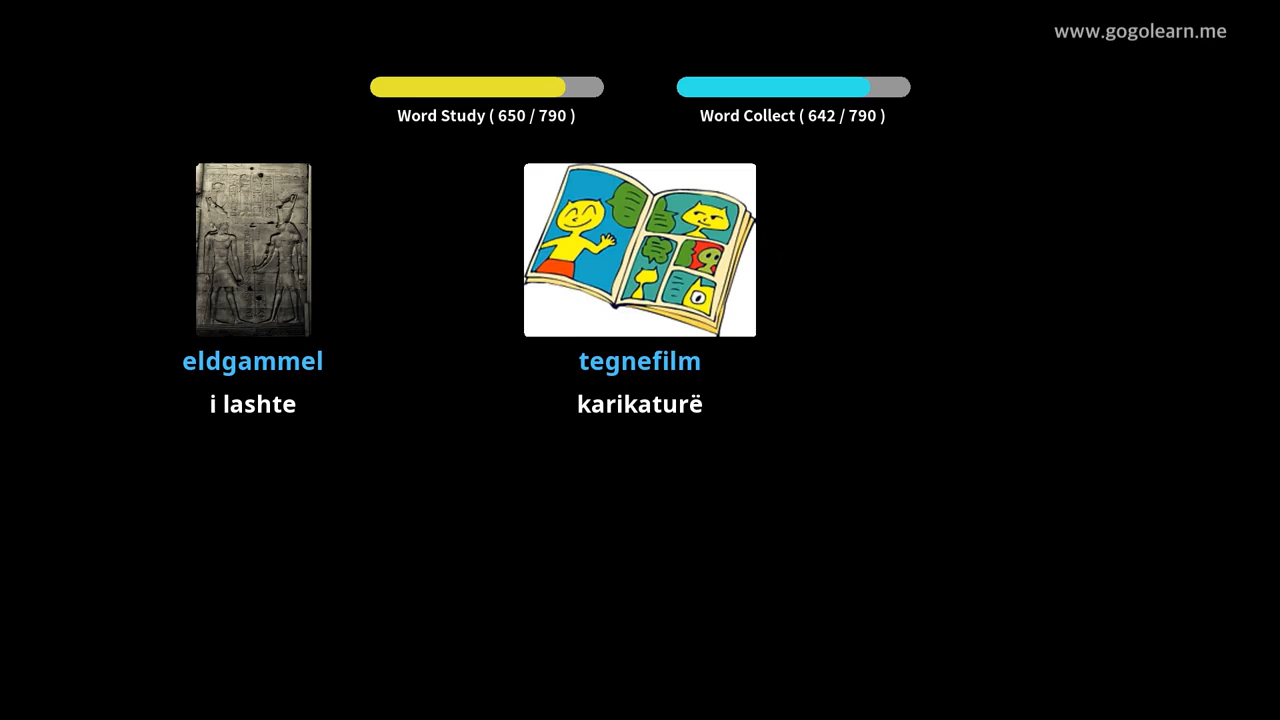 www.gogolearn.me
Word Study ( 650 / 790 )
Word Collect ( 642 / 790 )
eldgammel
i lashte
tegnefilm
karikaturë